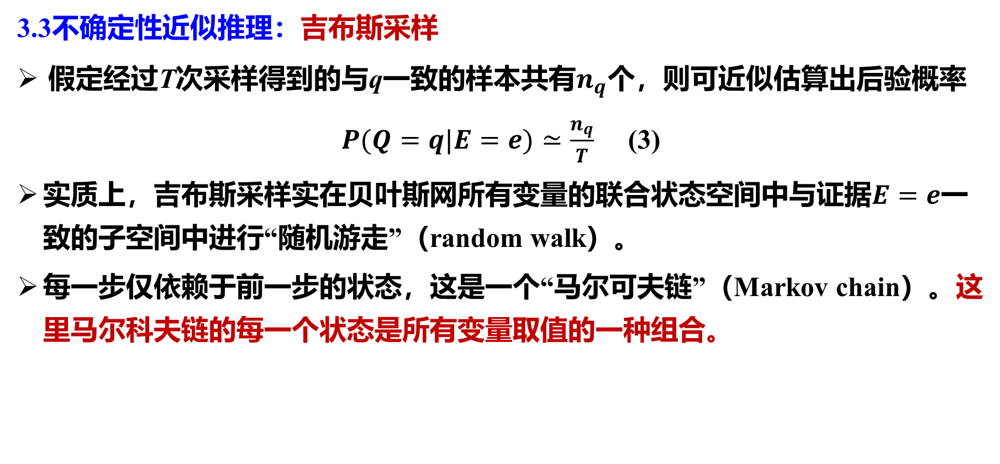 3.3不确定性近似推理：吉布斯采样
➢ 假定经过T次采样得到的与q一致的样本共有n_q个，则可近似估算出后验概率
P(Q = q|E = e) ≃ n_q/T (3)
➢ 实质上，吉布斯采样实在贝叶斯网所有变量的联合状态空间中与证据E = e一
致的子空间中进行“随机游走”（random walk）。
➢ 每一步仅依赖于前一步的状态，这是一个“马尔可夫链”（Markov chain）。这
里马尔科夫链的每一个状态是所有变量取值的一种组合。